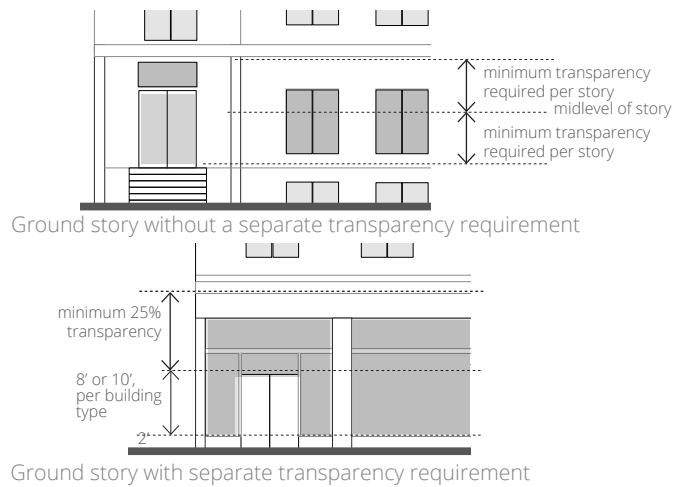 minimum transparency
required per story
midlevel of story
minimum transparency
required per story
Ground story without a separate transparency requirement
minimum 25%
transparency
8’ or 10’,
per building
type
2’
Ground story with separate transparency requirement